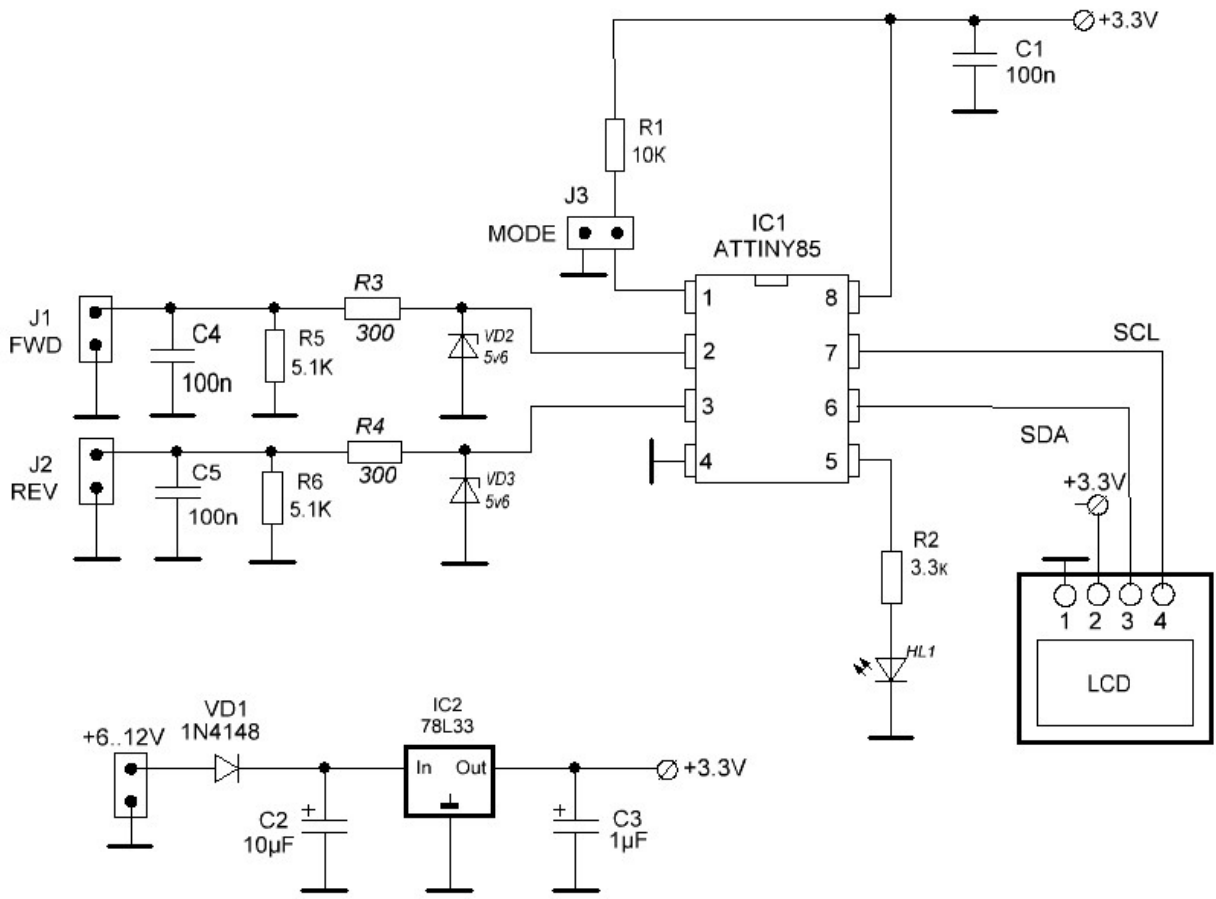 +3.3V
C1
100n
R1
10K
J3
MODE
IC1
ATTINY85
1
8
R3
300
J1
FWD
C4
100n
R5
5.1K
VD2
5v6
2
7
SCL
3
6
SDA
R4
300
J2
REV
C5
100n
R6
5.1K
VD3
5v6
4
5
+3.3V
R2
3.3к
1 2 3 4
HL1
LCD
VD1
1N4148
IC2
78L33
+6..12V
In Out
+3.3V
+
C2
10µF
+
C3
1µF